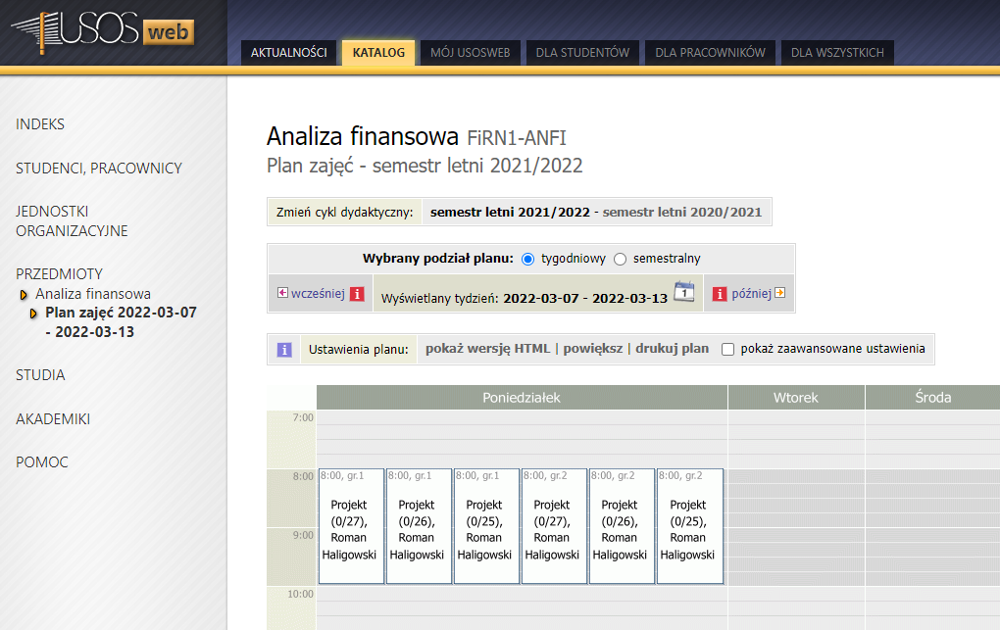 USOS web
AKTUALNOŚCI KATALOG MÓJ USOSWEB DLA STUDENTÓW DLA PRACOWNIKÓW DLA WSZYSTKICH
INDEKS
STUDENCI, PRACOWNICY
JEDNOSTKI
ORGANIZACYJNE
PRZEDMIOTY
Analiza finansowa
Plan zajęć 2022-03-07
- 2022-03-13
STUDIA
AKADEMIKI
POMOC
Analiza finansowa FiRN1-ANFI
Plan zajęć - semestr letni 2021/2022
Zmień cykl dydaktyczny: semestr letni 2021/2022 - semestr letni 2020/2021
Wybrany podział planu: tygodniowy semestralny
wcześniej i Wyświetlany tydzień: 2022-03-07 - 2022-03-13 1 i później
i Ustawienia planu: pokaż wersję HTML | powiększ | drukuj plan pokaż zaawansowane ustawienia
Poniedziałek Wtorek Środa
7:00
8:00 8:00, gr.1 8:00, gr.1 8:00, gr.1 8:00, gr.2 8:00, gr.2 8:00, gr.2
Projekt Projekt Projekt Projekt Projekt Projekt
(0/27), (0/26), (0/25), (0/27), (0/26), (0/25),
9:00 Roman Roman Roman Roman Roman Roman
Haligowski Haligowski Haligowski Haligowski Haligowski Haligowski
10:00